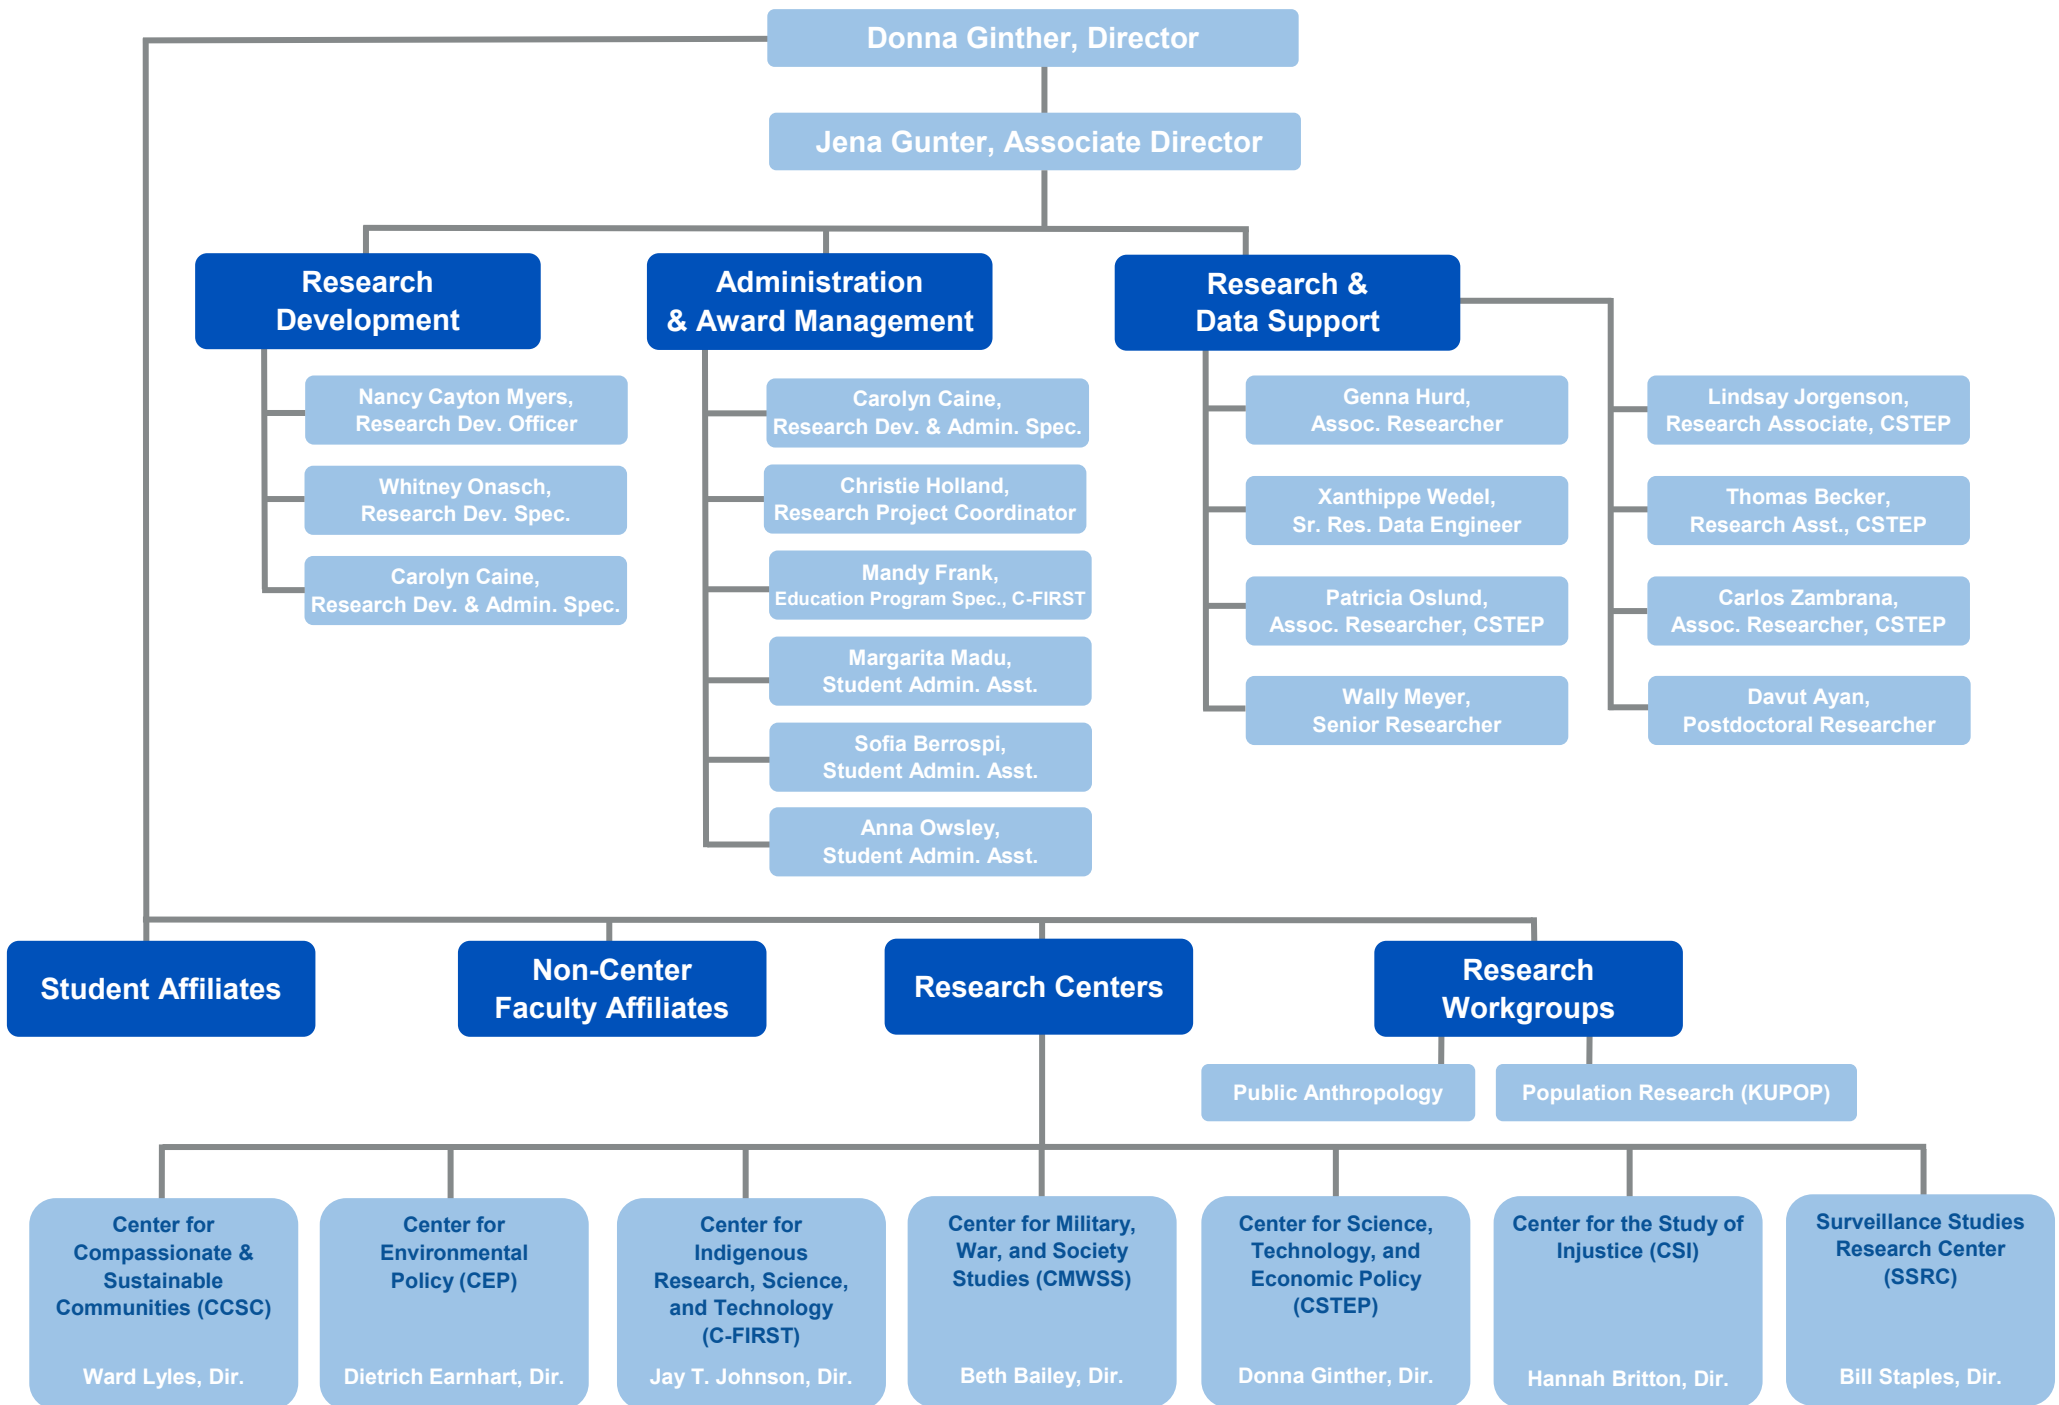 Donna Ginther, Director
Jena Gunter, Associate Director
Research
Development
Nancy Cayton Myers,
Research Dev. Officer
Whitney Onasch,
Research Dev. Spec.
Carolyn Caine,
Research Dev. & Admin. Spec.
Administration
& Award Management
Carolyn Caine,
Research Dev. & Admin. Spec.
Christie Holland,
Research Project Coordinator
Mandy Frank,
Education Program Spec., C-FIRST
Margarita Madu,
Student Admin. Asst.
Sofia Berrospi,
Student Admin. Asst.
Anna Owsley,
Student Admin. Asst.
Research &
Data Support
Genna Hurd,
Assoc. Researcher
Xanthippe Wedel,
Sr. Res. Data Engineer
Patricia Oslund,
Assoc. Researcher, CSTEP
Wally Meyer,
Senior Researcher
Lindsay Jorgenson,
Research Associate, CSTEP
Thomas Becker,
Research Asst., CSTEP
Carlos Zambrana,
Assoc. Researcher, CSTEP
Davut Ayan,
Postdoctoral Researcher
Student Affiliates
Non-Center
Faculty Affiliates
Research Centers
Research
Workgroups
Public Anthropology
Population Research (KUPOP)
Center for
Compassionate &
Sustainable
Communities (CCSC)
Ward Lyles, Dir.
Center for
Environmental
Policy (CEP)
Dietrich Earnhart, Dir.
Center for
Indigenous
Research, Science,
and Technology
(C-FIRST)
Jay T. Johnson, Dir.
Center for Military,
War, and Society
Studies (CMWSS)
Beth Bailey, Dir.
Center for Science,
Technology, and
Economic Policy
(CSTEP)
Donna Ginther, Dir.
Center for the Study of
Injustice (CSI)
Hannah Britton, Dir.
Surveillance Studies
Research Center
(SSRC)
Bill Staples, Dir.